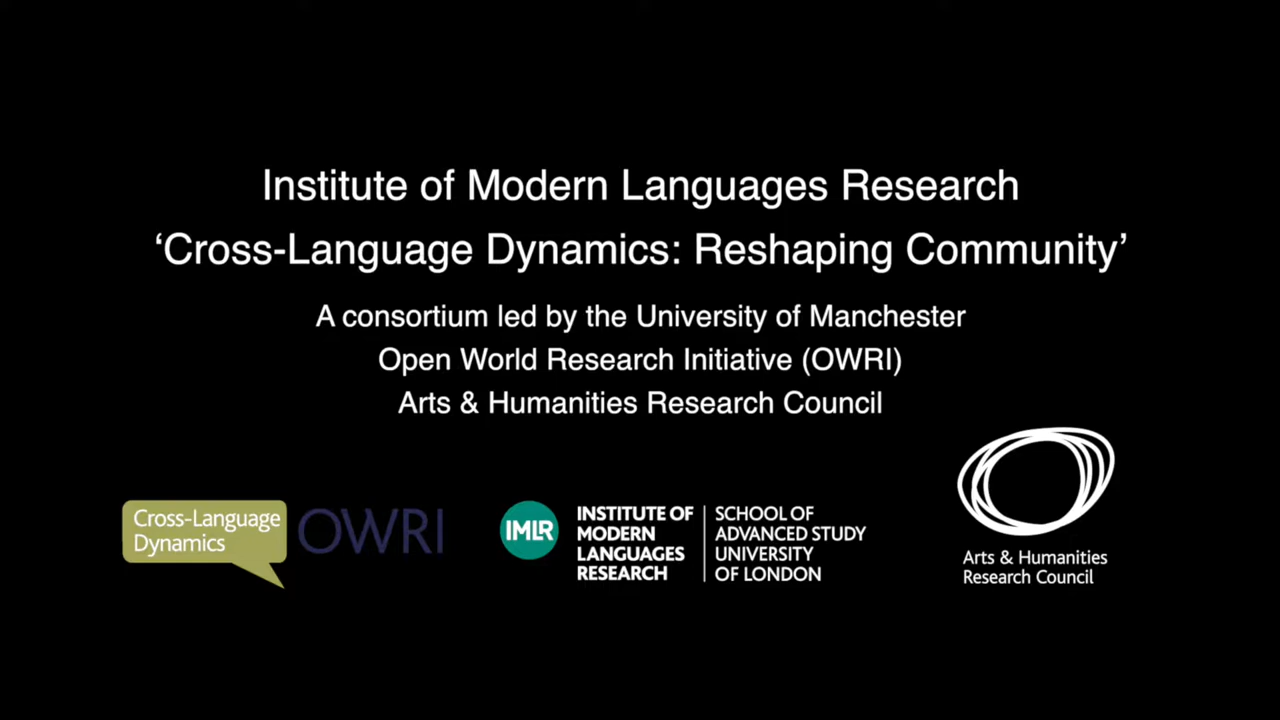 Institute of Modern Languages Research
‘Cross-Language Dynamics: Reshaping Community’
A consortium led by the University of Manchester
Open World Research Initiative (OWRI)
Arts & Humanities Research Council
Cross-Language
Dynamics
OWRI
IMLR
INSTITUTE OF
MODERN
LANGUAGES
RESEARCH
SCHOOL OF
ADVANCED STUDY
UNIVERSITY
OF LONDON
Arts & Humanities
Research Council